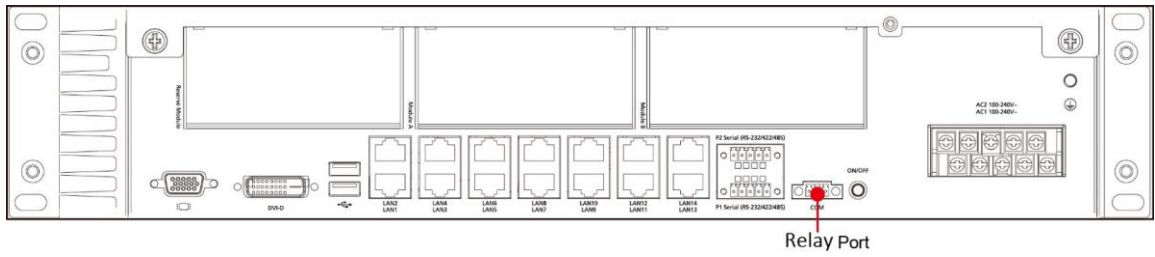 Reserve Module
Module A
Module B
AC2 100-240V~
AC1 100-240V~
P2 Serial (RS-232/422/485)
ON/OFF
DVI-D
LAN2
LAN1
LAN4
LAN3
LAN6
LAN5
LAN8
LAN7
LAN10
LAN9
LAN12
LAN11
LAN14
LAN13
P1 Serial (RS-232/422/485)
COM
Relay Port